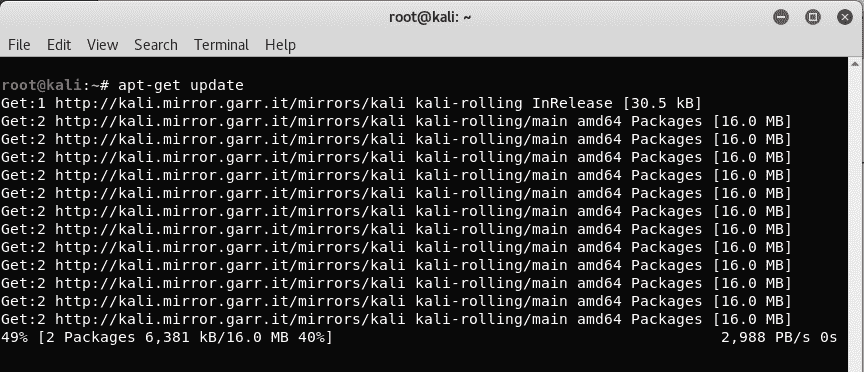 root@kali: ~
File Edit View Search Terminal Help
root@kali:~# apt-get update
Get:1 http://kali.mirror.garr.it/mirrors/kali kali-rolling InRelease [30.5 kB]
Get:2 http://kali.mirror.garr.it/mirrors/kali kali-rolling/main amd64 Packages [16.0 MB]
Get:2 http://kali.mirror.garr.it/mirrors/kali kali-rolling/main amd64 Packages [16.0 MB]
Get:2 http://kali.mirror.garr.it/mirrors/kali kali-rolling/main amd64 Packages [16.0 MB]
Get:2 http://kali.mirror.garr.it/mirrors/kali kali-rolling/main amd64 Packages [16.0 MB]
Get:2 http://kali.mirror.garr.it/mirrors/kali kali-rolling/main amd64 Packages [16.0 MB]
Get:2 http://kali.mirror.garr.it/mirrors/kali kali-rolling/main amd64 Packages [16.0 MB]
Get:2 http://kali.mirror.garr.it/mirrors/kali kali-rolling/main amd64 Packages [16.0 MB]
Get:2 http://kali.mirror.garr.it/mirrors/kali kali-rolling/main amd64 Packages [16.0 MB]
Get:2 http://kali.mirror.garr.it/mirrors/kali kali-rolling/main amd64 Packages [16.0 MB]
Get:2 http://kali.mirror.garr.it/mirrors/kali kali-rolling/main amd64 Packages [16.0 MB]
Get:2 http://kali.mirror.garr.it/mirrors/kali kali-rolling/main amd64 Packages [16.0 MB]
Get:2 http://kali.mirror.garr.it/mirrors/kali kali-rolling/main amd64 Packages [16.0 MB]
49% [2 Packages 6,381 kB/16.0 MB 40%] 2,988 PB/s 0s